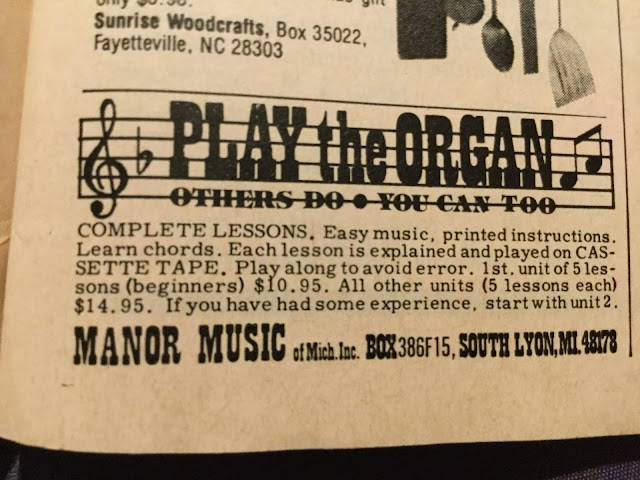 only $5.98. gift
Sunrise Woodcrafts, Box 35022,
Fayetteville, NC 28303
PLAY the ORGAN
OTHERS DO • YOU CAN TOO
COMPLETE LESSONS. Easy music, printed instructions.
Learn chords. Each lesson is explained and played on CAS-
SETTE TAPE. Play along to avoid error. 1st. unit of 5 les-
sons (beginners) $10.95. All other units (5 lessons each)
$14.95. If you have had some experience, start with unit 2.
MANOR MUSIC of Mich. Inc. BOX 386F15, SOUTH LYON, MI. 48178